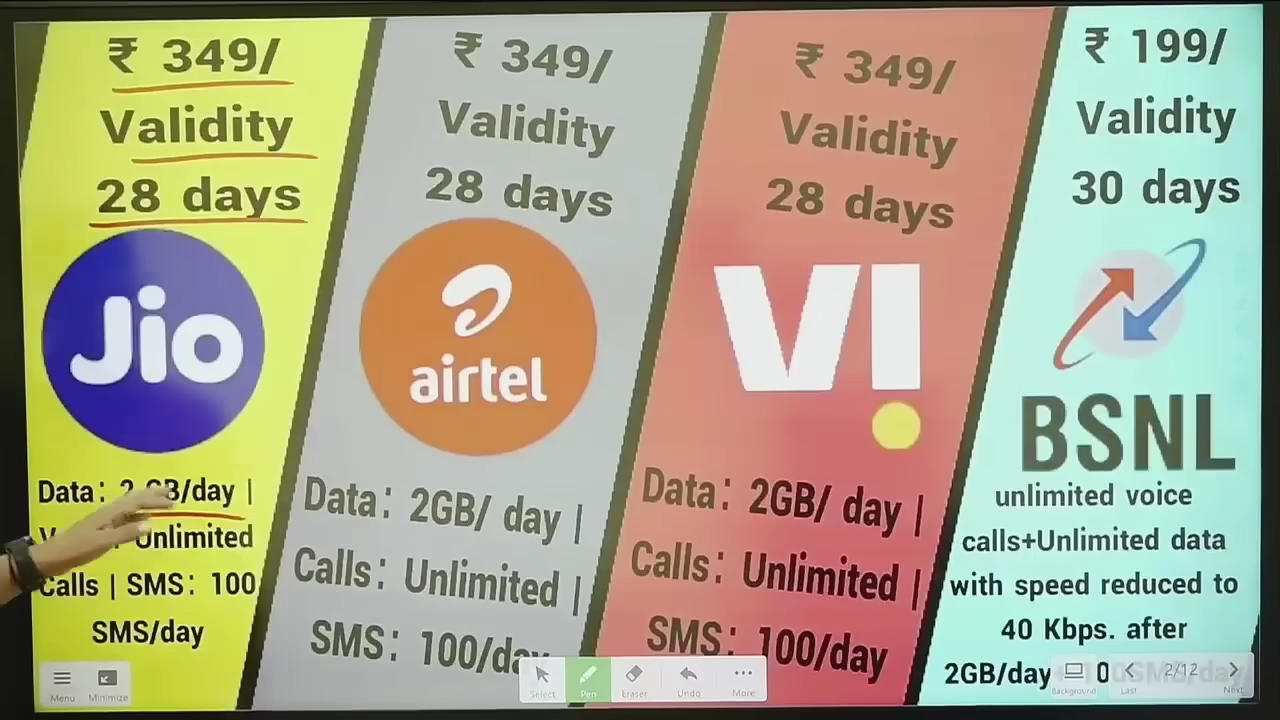 ₹ 349/
Validity
28 days
Jio
Data: 2 GB/day |
Unlimited
Calls | SMS: 100
SMS/day
₹ 349/
Validity
28 days
airtel
Data: 2GB/ day |
Calls: Unlimited |
SMS: 100/day
₹ 349/
Validity
28 days
VI
Data: 2GB/ day |
Calls: Unlimited |
SMS: 100/day
₹ 199/
Validity
30 days
BSNL
unlimited voice
calls+Unlimited data
with speed reduced to
40 Kbps. after
2GB/day
Menu
Minimize
Select
Pen
Eraser
Undo
More
Background
Last
2/12
Next